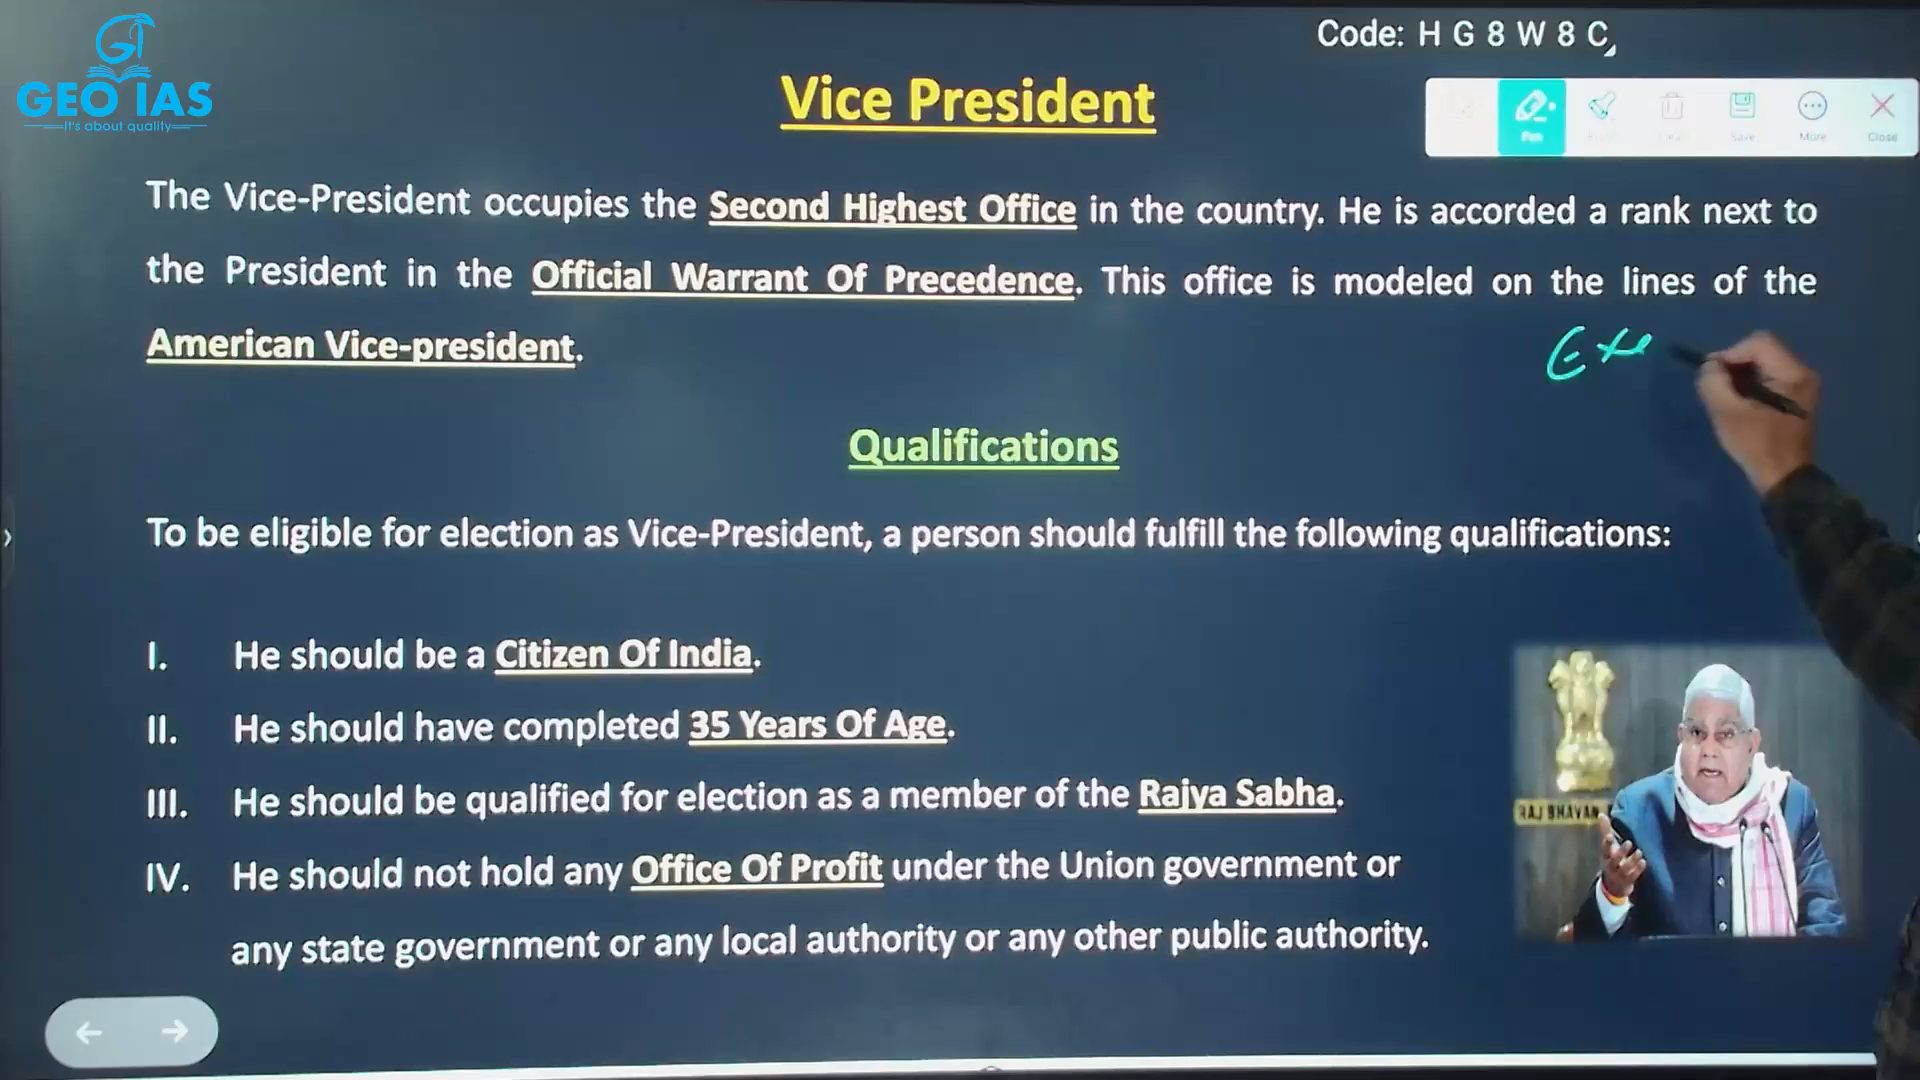 GEO IAS
It's about quality
Code: H G 8 W 8 C
Vice President
Pen
Save
More
Close
The Vice-President occupies the Second Highest Office in the country. He is accorded a rank next to
the President in the Official Warrant Of Precedence. This office is modeled on the lines of the
American Vice-president.
Exe
Qualifications
To be eligible for election as Vice-President, a person should fulfill the following qualifications:
I. He should be a Citizen Of India.
II. He should have completed 35 Years Of Age.
III. He should be qualified for election as a member of the Rajya Sabha.
IV. He should not hold any Office Of Profit under the Union government or
any state government or any local authority or any other public authority.
RAJ BHAVAN